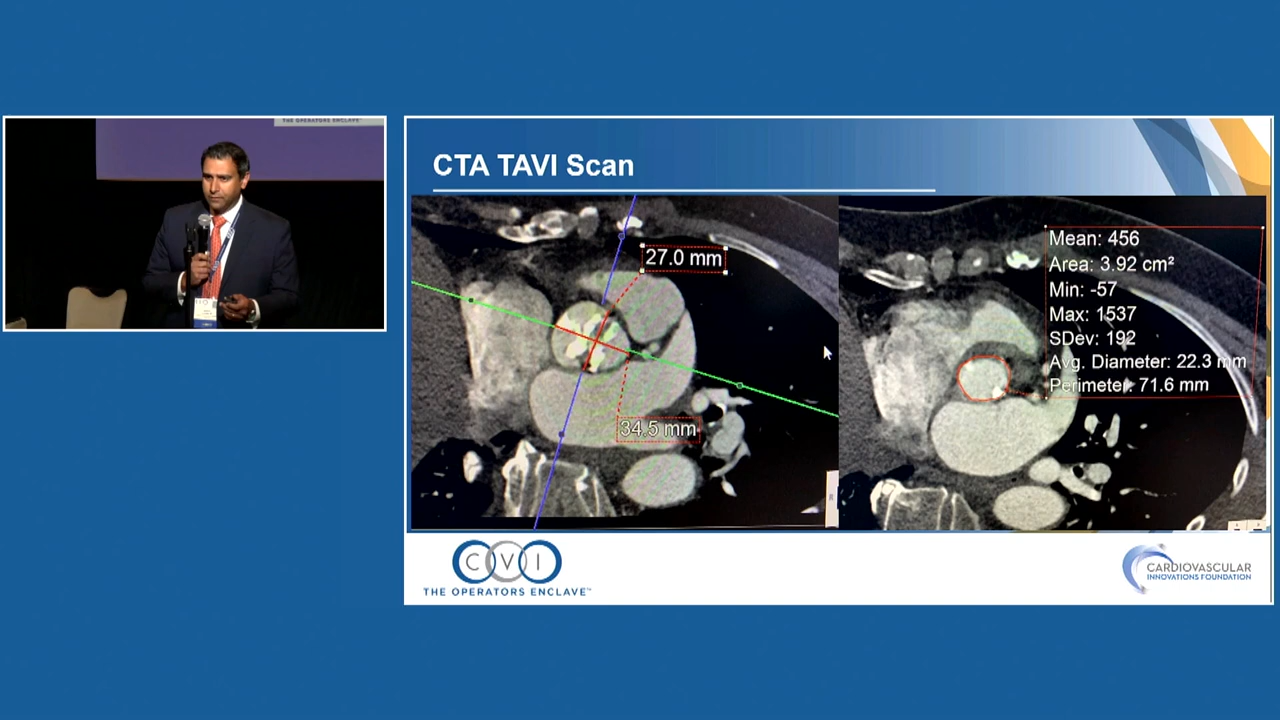 THE OPERATORS ENCLAVE™
CTA TAVI Scan
27.0 mm
34.5 mm
Mean: 456
Area: 3.92 cm²
Min: -57
Max: 1537
SDev: 192
Avg. Diameter: 22.3 mm
Perimeter: 71.6 mm
CVI
THE OPERATORS ENCLAVE™
CARDIOVASCULAR
INNOVATIONS FOUNDATION